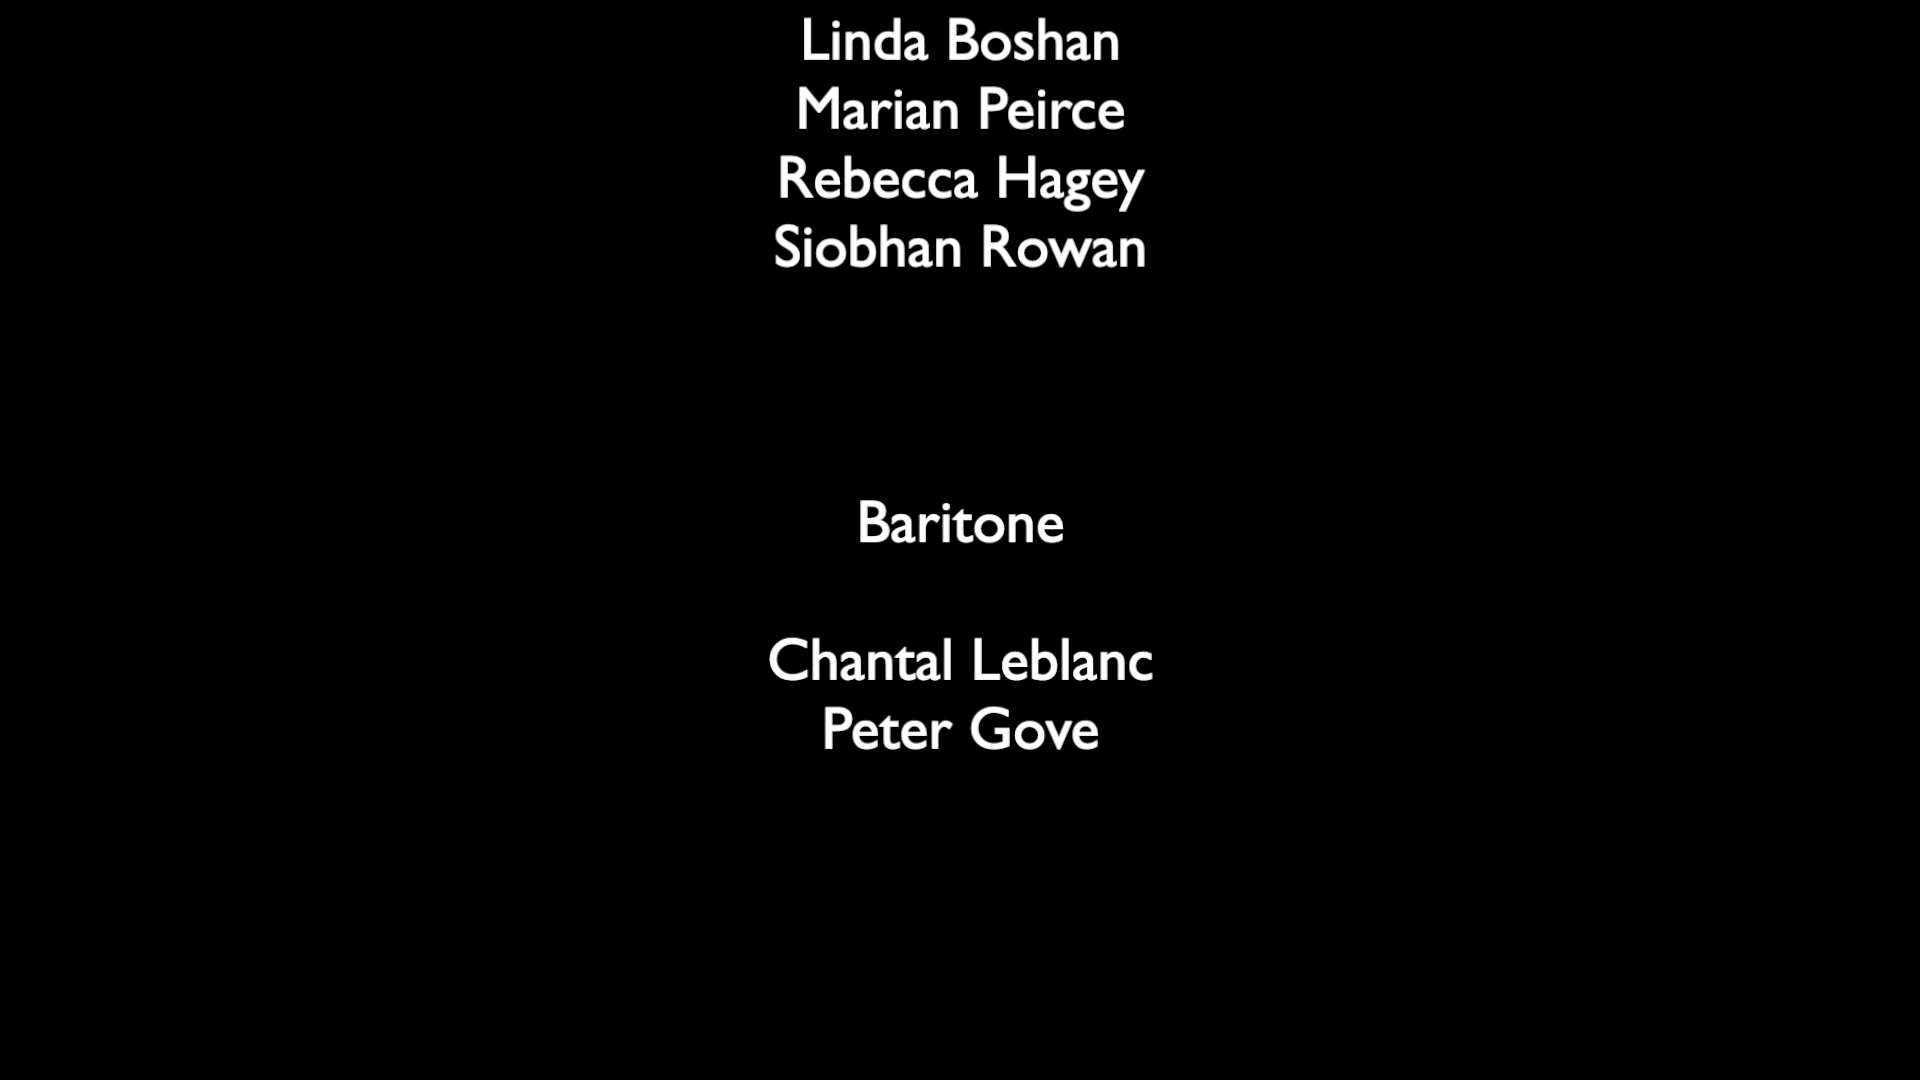 Linda Boshan
Marian Peirce
Rebecca Hagey
Siobhan Rowan
Baritone
Chantal Leblanc
Peter Gove